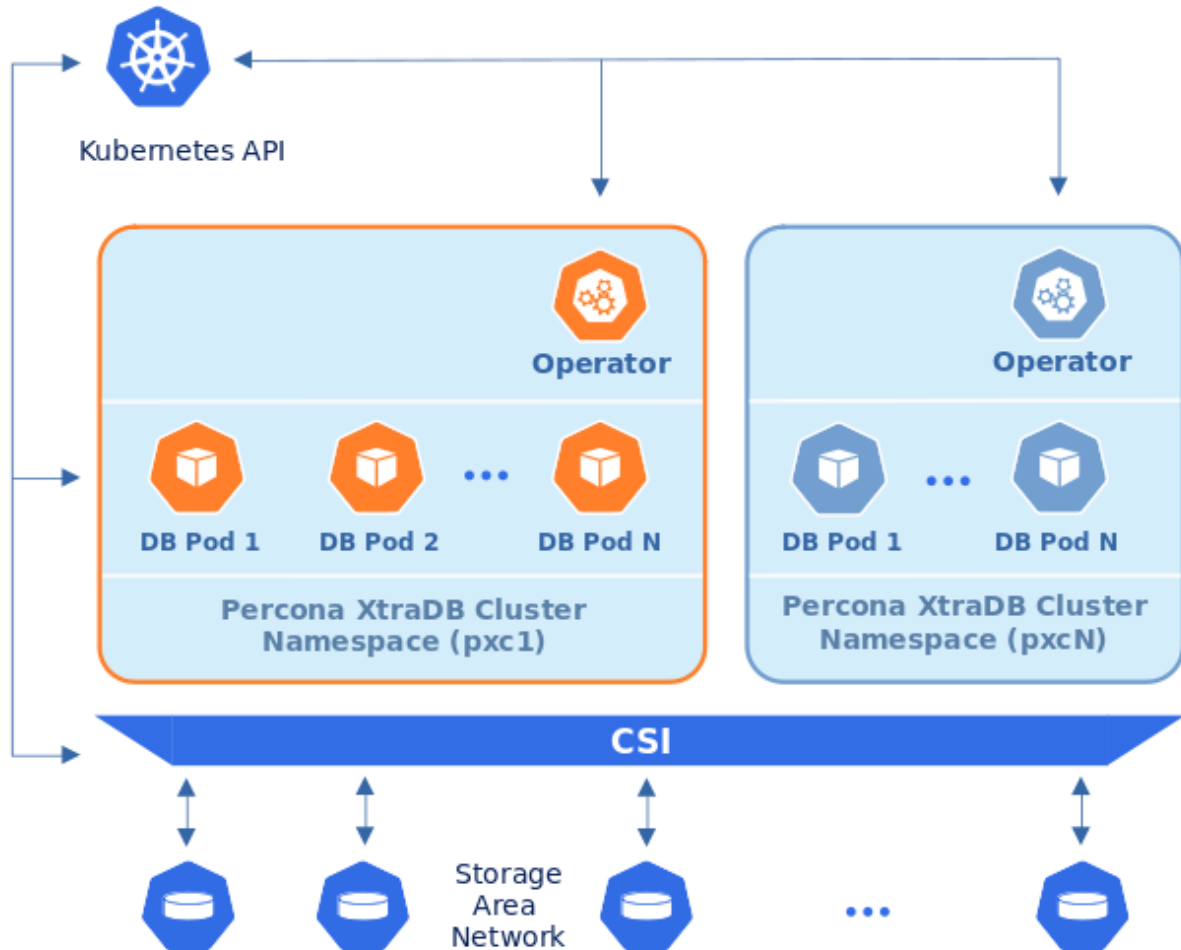 Kubernetes API
Operator
Operator
DB Pod 1
DB Pod 2
•••
DB Pod N
DB Pod 1
•••
DB Pod N
Percona XtraDB Cluster
Namespace (pxc1)
Percona XtraDB Cluster
Namespace (pxcN)
CSI
Storage
Area
Network
•••